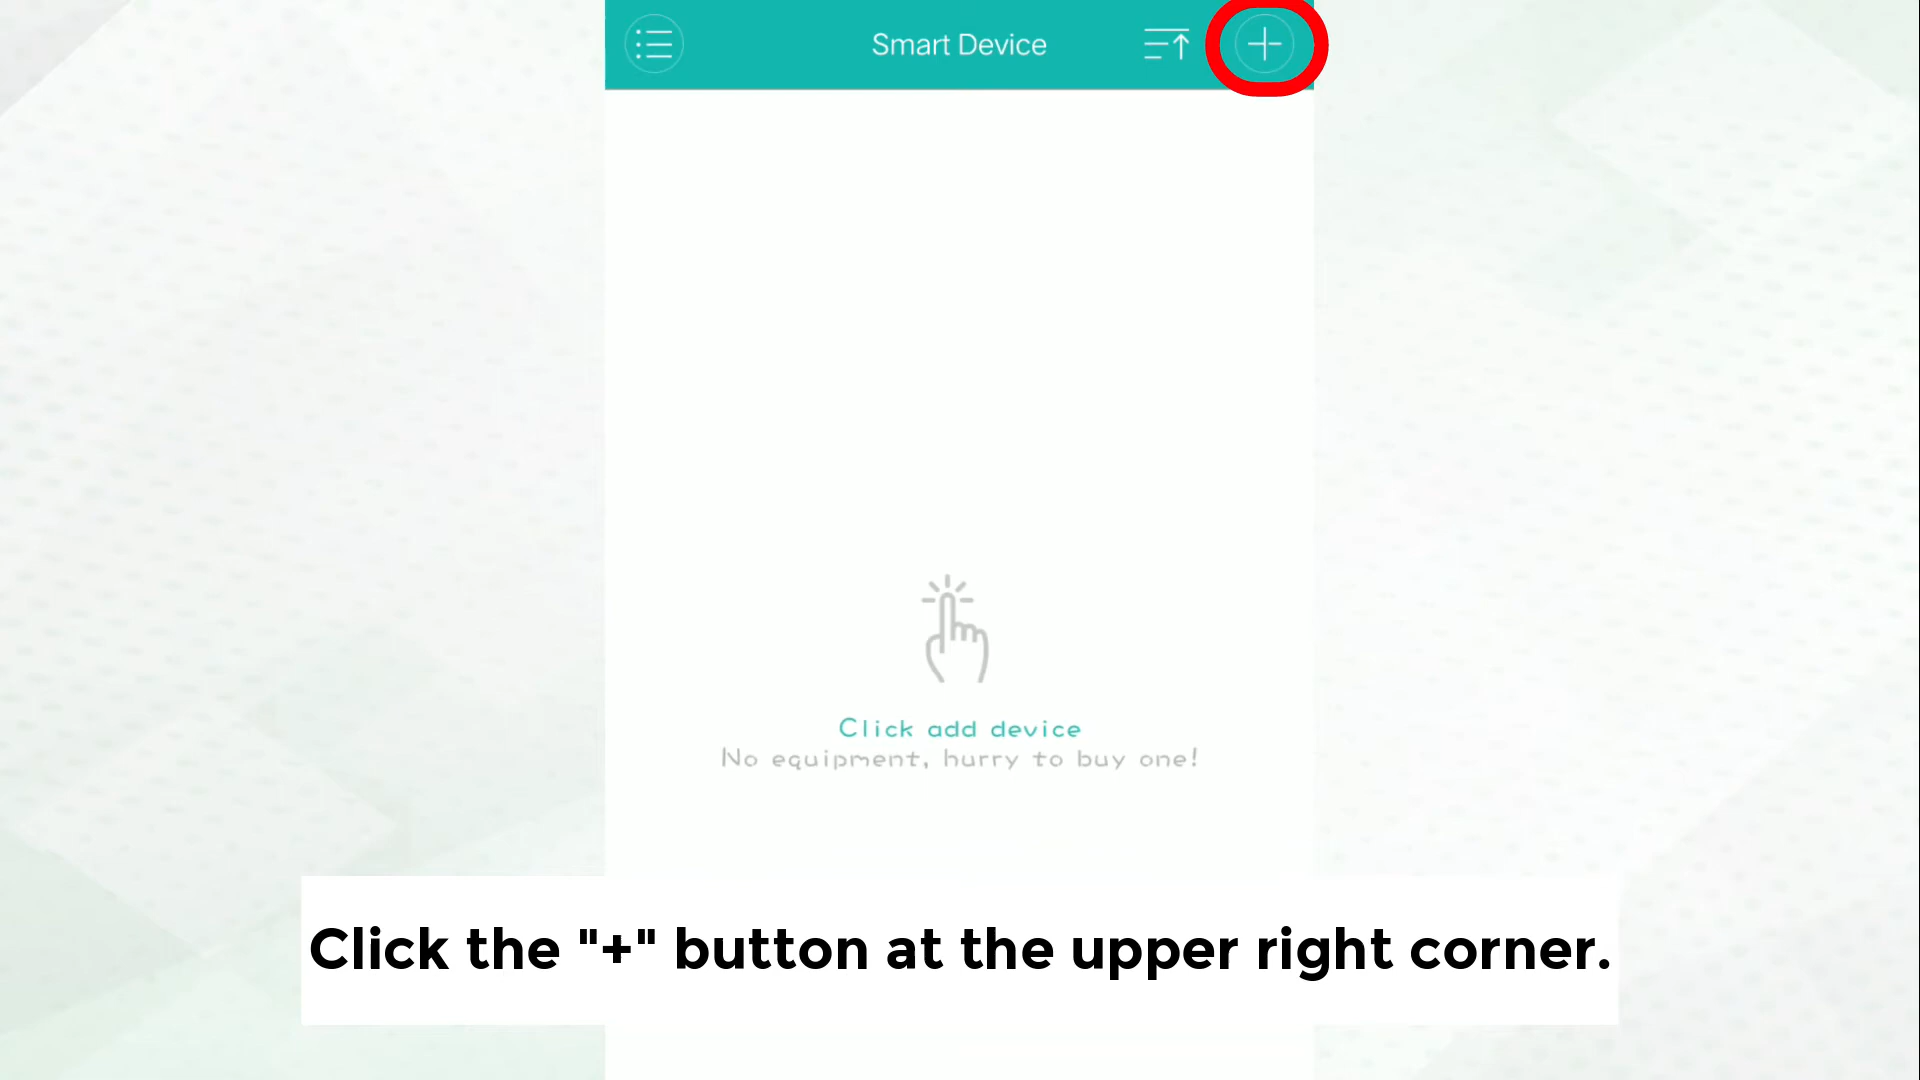 Smart Device
Click add device
No equipment, hurry to buy one!
Click the "+" button at the upper right corner.